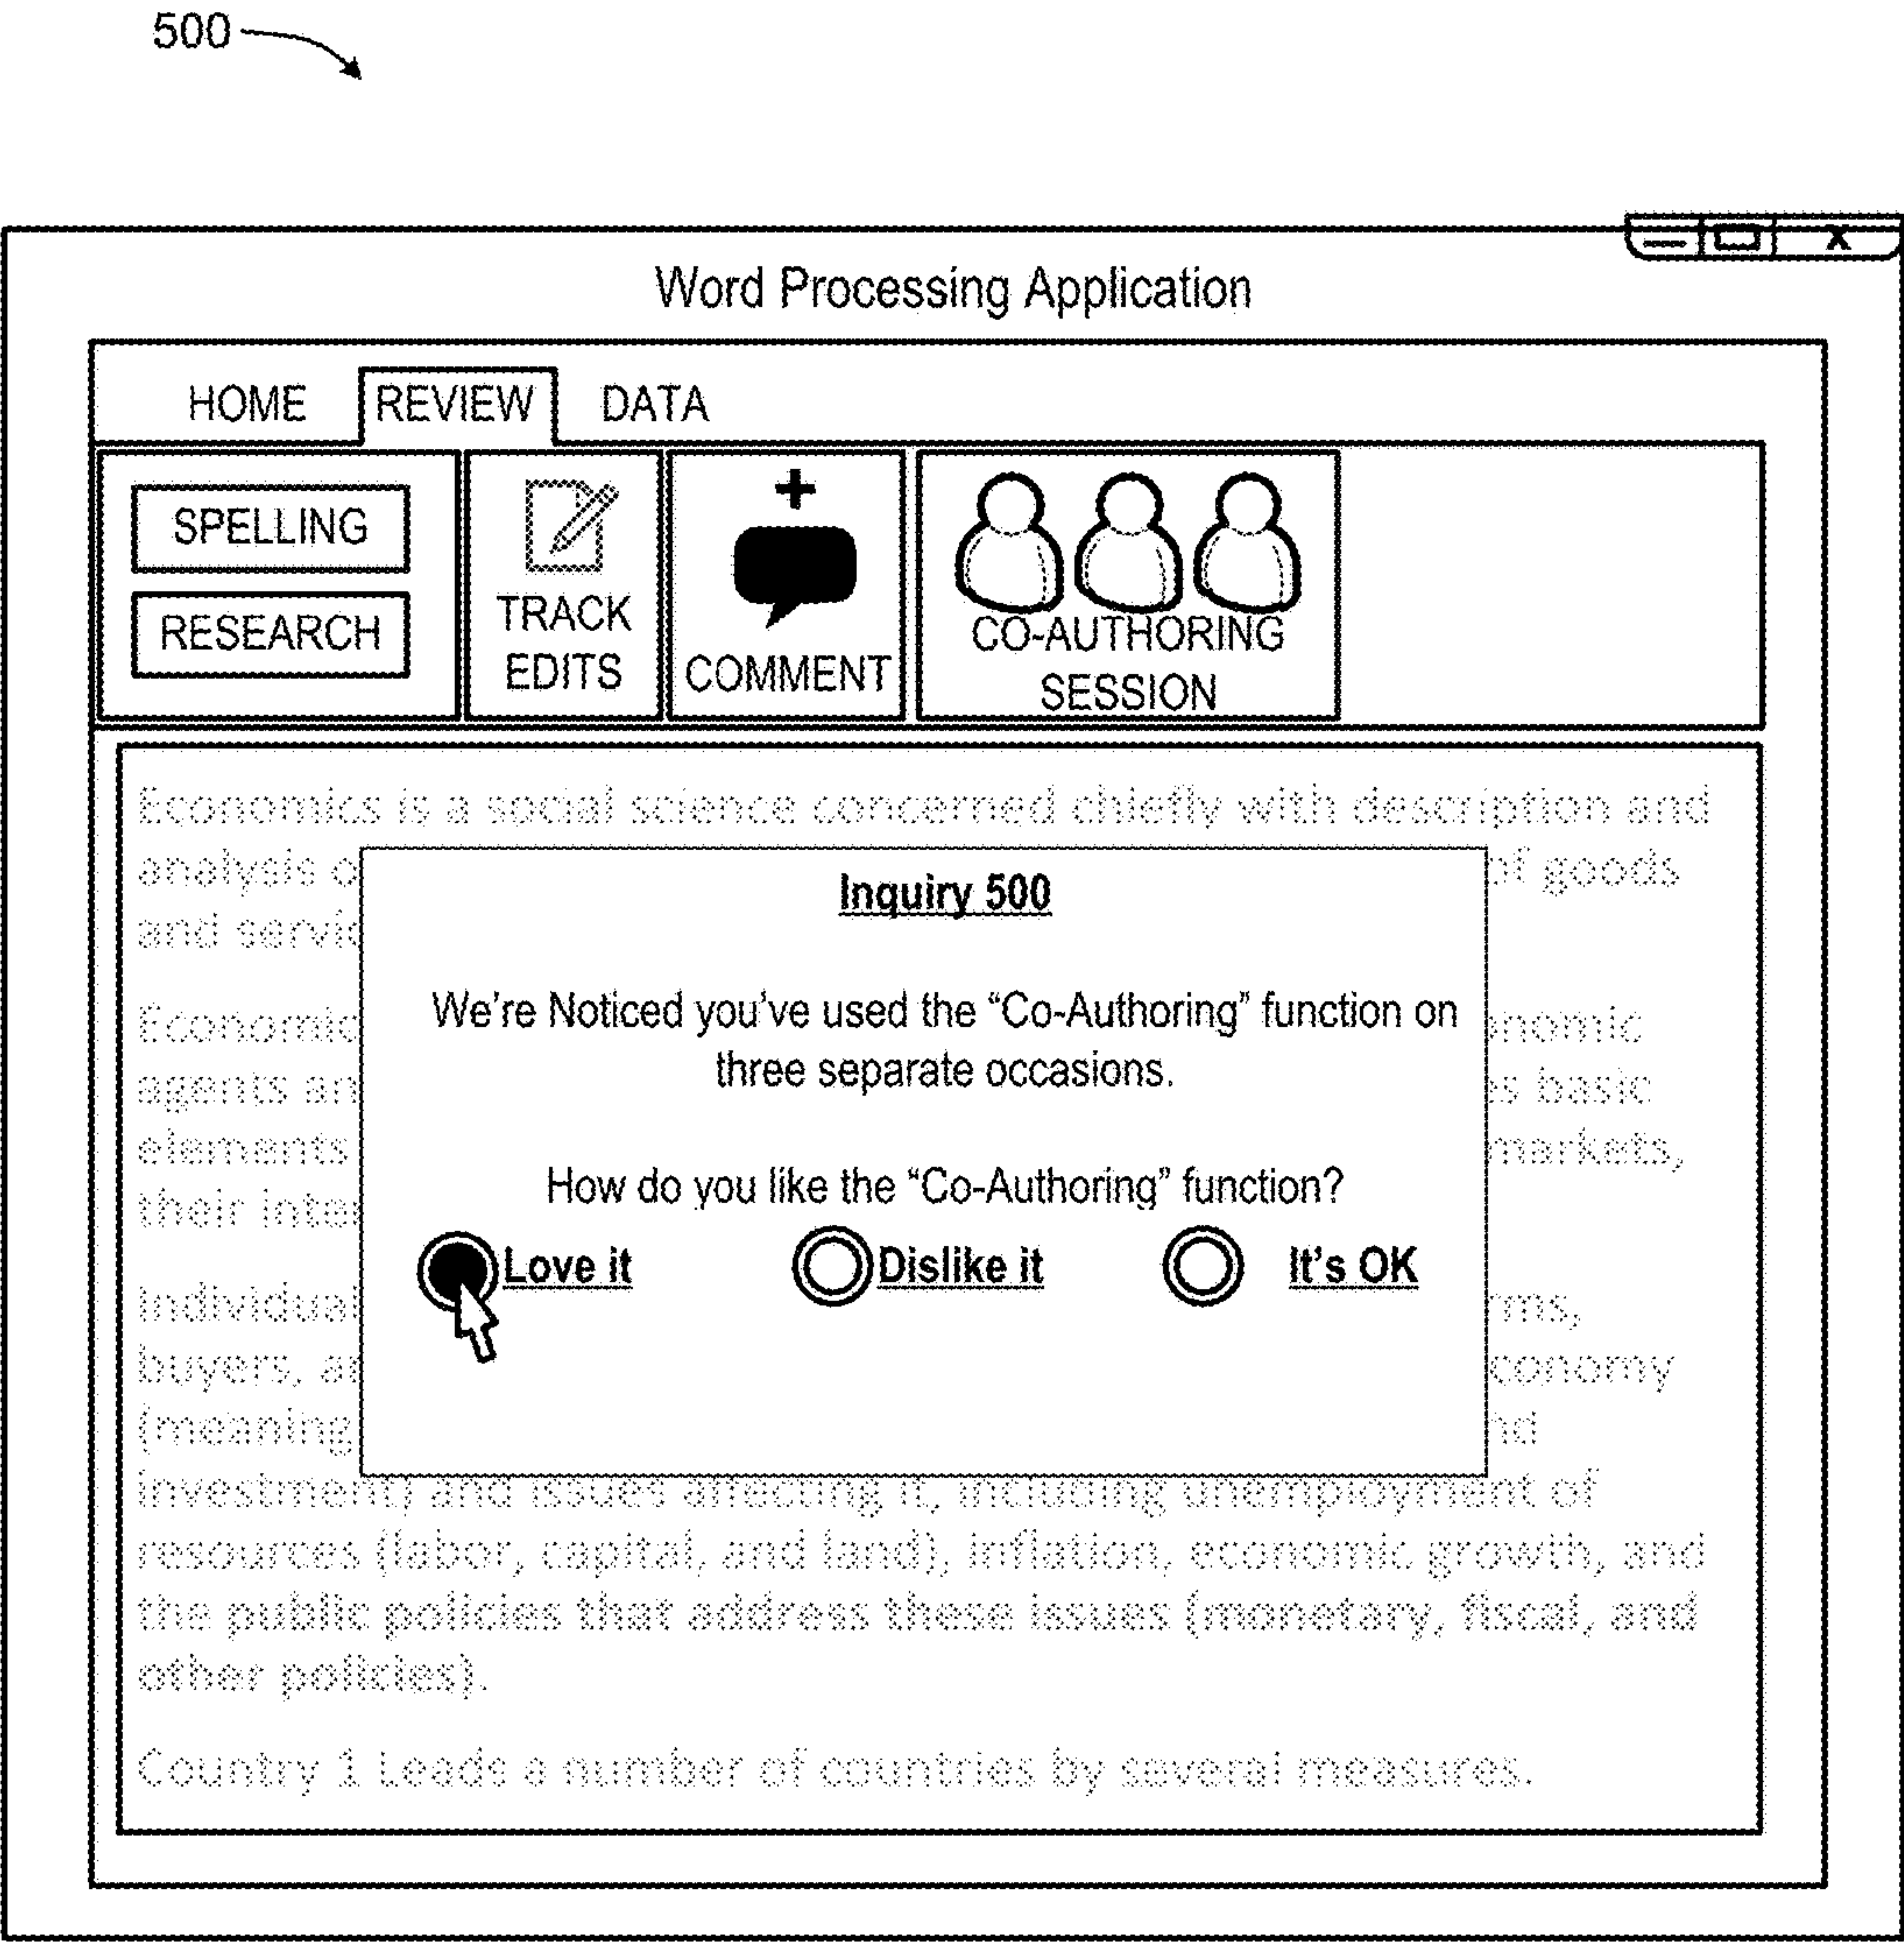 500
Word Processing Application
X
HOME REVIEW DATA
SPELLING
RESEARCH
TRACK
EDITS
+
COMMENT
CO-AUTHORING
SESSION
Economics is a social science concerned chiefly with description and
analysis o of goods
and servic
Economic nomic
agents an s basic
elements markets,
their inter
Individual rms,
buyers, ar conomy
(meaning nd
investment) and issues affecting it, including unemployment of
resources (labor, capital, and land), inflation, economic growth, and
the public policies that address these issues (monetary, fiscal, and
other policies).
Country 1 Leads a number of countries by several measures.
Inquiry 500
We’re Noticed you’ve used the “Co-Authoring” function on
three separate occasions.
How do you like the “Co-Authoring” function?
Love it Dislike it It’s OK